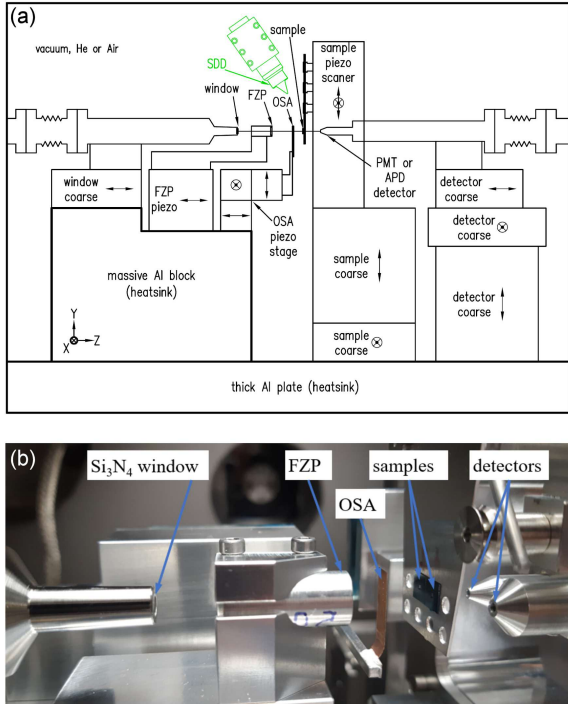 (a)
vacuum, He or Air
SDD
window
FZP
OSA
sample
sample
piezo
scaner
PMT or
APD
detector
window
coarse
FZP
piezo
OSA
piezo
stage
detector
coarse
detector
coarse
sample
coarse
detector
coarse
massive Al block
(heatsink)
Y
X
Z
sample
coarse
thick Al plate (heatsink)
(b)
Si₃N₄ window
FZP
samples
detectors
OSA